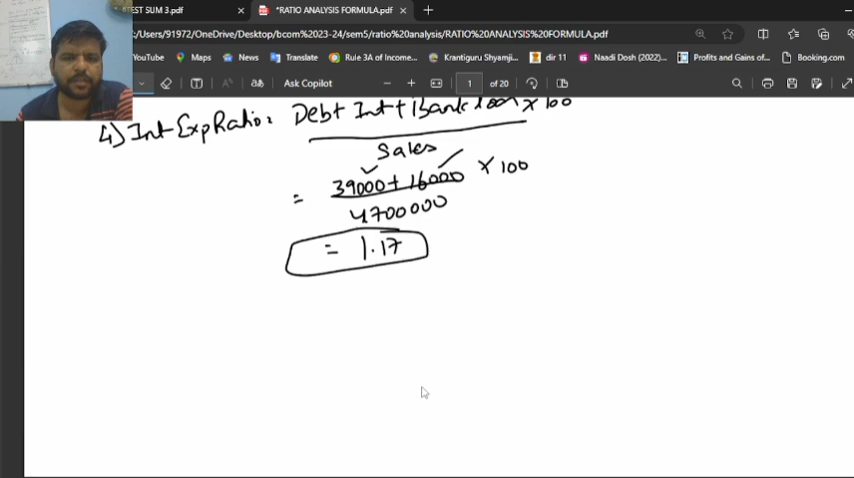 TEST SUM 3.pdf
*RATIO ANALYSIS FORMULA.pdf
:/Users/91972/OneDrive/Desktop/bcom%202023-24/sem5/ratio%20analysis/RATIO%20ANALYSIS%20FORMULA.pdf
YouTube Maps News Translate Rule 3A of Income... Krantiguru Shyamji... dir 11 Naadi Dosh (2022)... Profits and Gains of... Booking.com
Ask Copilot 1 of 20
4) Int Exp Ratio = Debt Int + Bank loan x 100
Sales
= 39000 + 16000 x 100
4700000
= 1.17